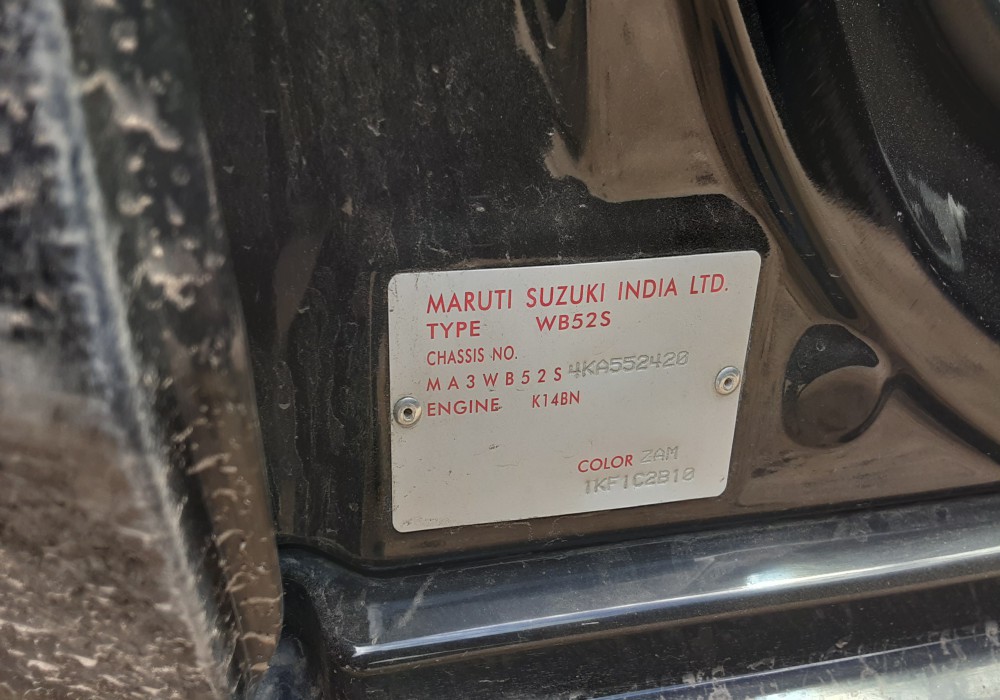 MARUTI SUZUKI INDIA LTD.
TYPE WB52S
CHASSIS NO.
MA3WB52S4KA552420
ENGINE K14BN
COLOR ZAM
1KF1C2B10